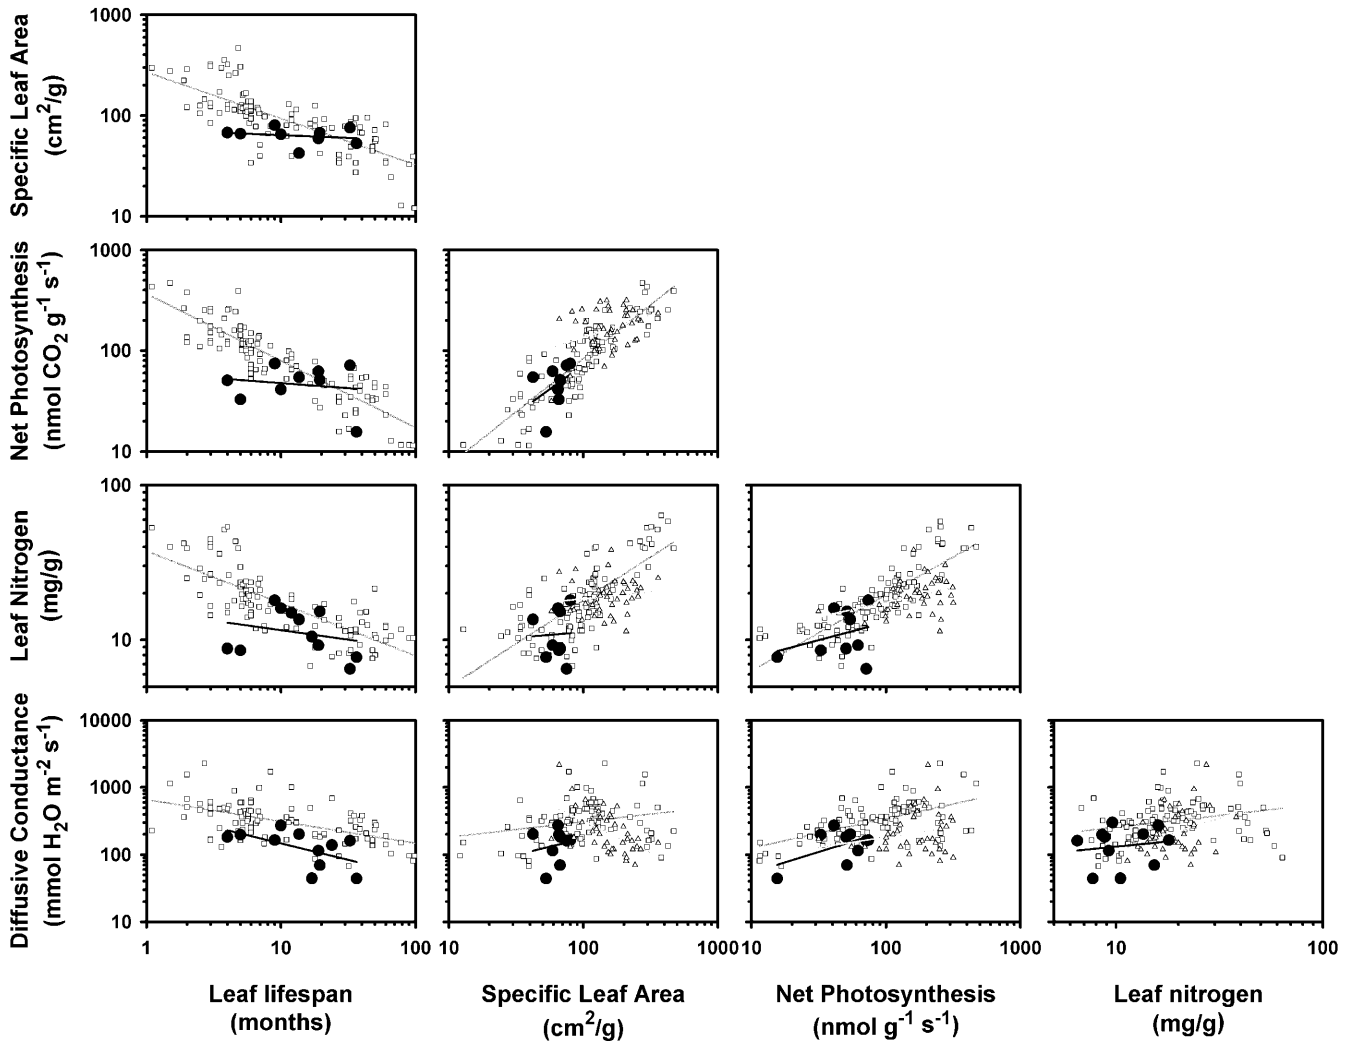 Specific Leaf Area
(cm²/g)
1000
100
10
Net Photosynthesis
(nmol CO₂ g⁻¹ s⁻¹)
1000
100
10
Leaf Nitrogen
(mg/g)
100
10
Diffusive Conductance
(mmol H₂O m⁻² s⁻¹)
10000
1000
100
10
1 10 100 10 100 1000 10 100 1000 10 100
Leaf lifespan
(months)
Specific Leaf Area
(cm²/g)
Net Photosynthesis
(nmol g⁻¹ s⁻¹)
Leaf nitrogen
(mg/g)